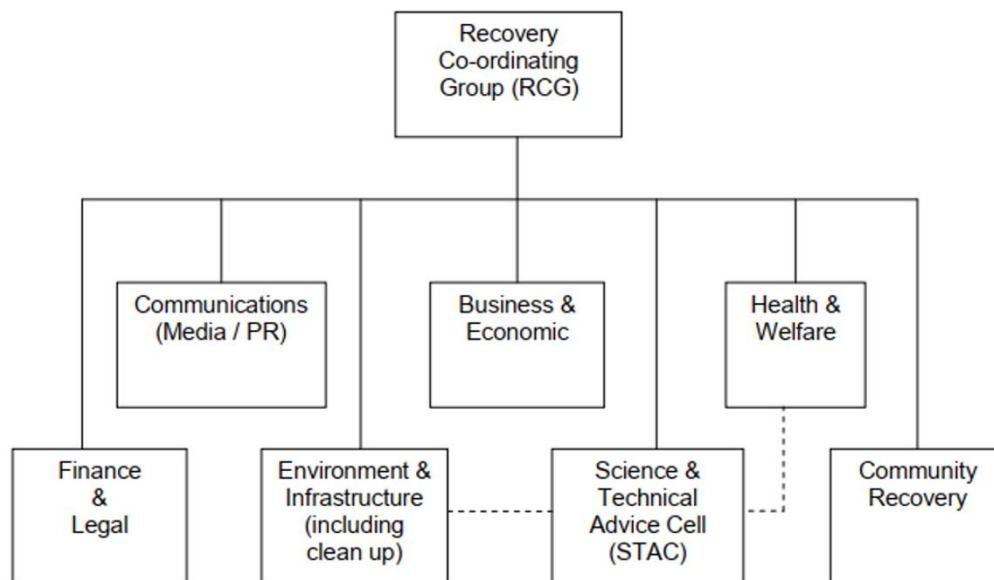 Recovery
Co-ordinating
Group (RCG)
Communications
(Media / PR)
Business &
Economic
Health &
Welfare
Finance
&
Legal
Environment &
Infrastructure
(including
clean up)
Science &
Technical
Advice Cell
(STAC)
Community
Recovery